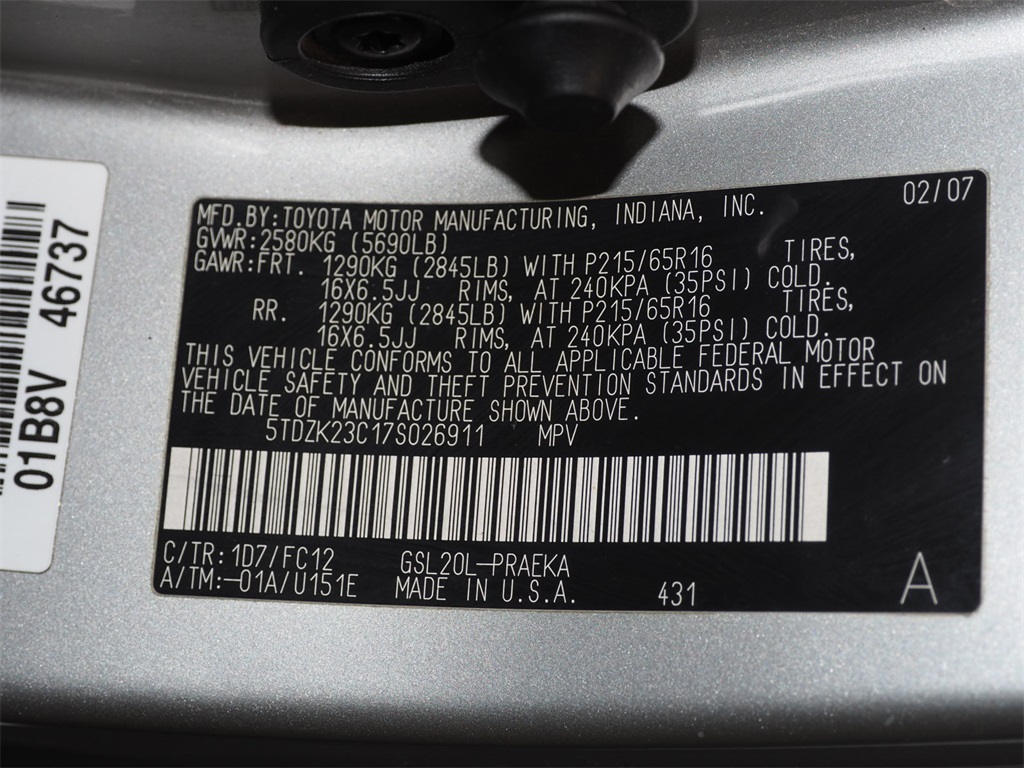 01B8V 46737
02/07
MFD.BY:TOYOTA MOTOR MANUFACTURING, INDIANA, INC.
GVWR:2580KG (5690LB)
GAWR:FRT. 1290KG (2845LB) WITH P215/65R16 TIRES,
16X6.5JJ RIMS, AT 240KPA (35PSI) COLD.
RR. 1290KG (2845LB) WITH P215/65R16 TIRES,
16X6.5JJ RIMS, AT 240KPA (35PSI) COLD.
THIS VEHICLE CONFORMS TO ALL APPLICABLE FEDERAL MOTOR
VEHICLE SAFETY AND THEFT PREVENTION STANDARDS IN EFFECT ON
THE DATE OF MANUFACTURE SHOWN ABOVE.
5TDZK23C17S026911 MPV
C/TR:1D7/FC12 GSL20L-PRAEKA
A/TM:-01A/U151E MADE IN U.S.A. 431 A